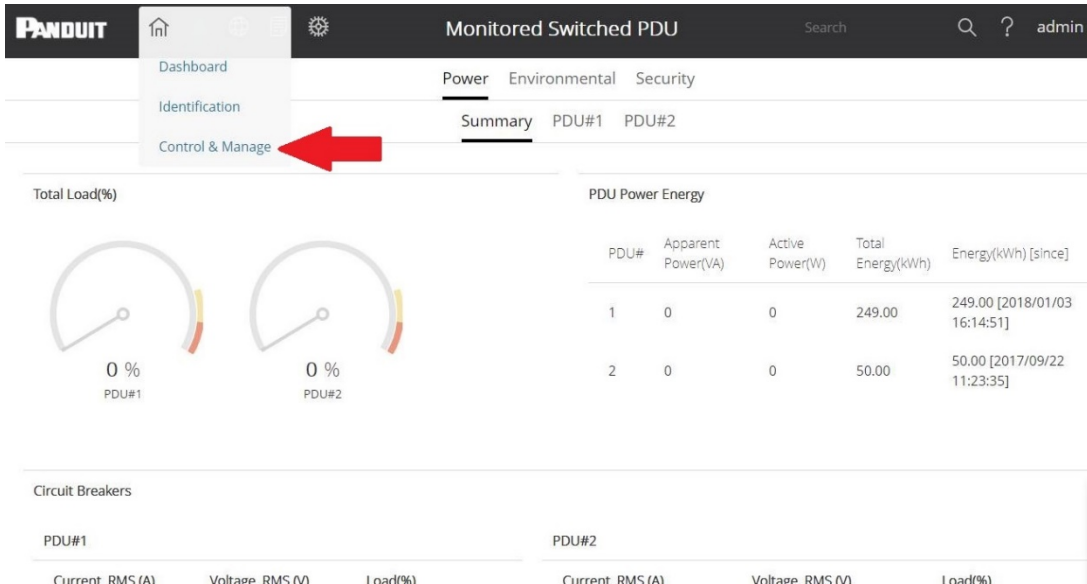 PANDUIT
Monitored Switched PDU
Search
?
admin
Dashboard
Identification
Control & Manage
Power Environmental Security
Summary PDU#1 PDU#2
Total Load(%)
0 %
PDU#1
0 %
PDU#2
PDU Power Energy
PDU# Apparent Power(VA) Active Power(W) Total Energy(kWh) Energy(kWh) [since]
1 0 0 249.00 249.00 [2018/01/03 16:14:51]
2 0 0 50.00 50.00 [2017/09/22 11:23:35]
Circuit Breakers
PDU#1
Current, RMS (A) Voltage, RMS (V) Load(%)
PDU#2
Current, RMS (A) Voltage, RMS (V) Load(%)